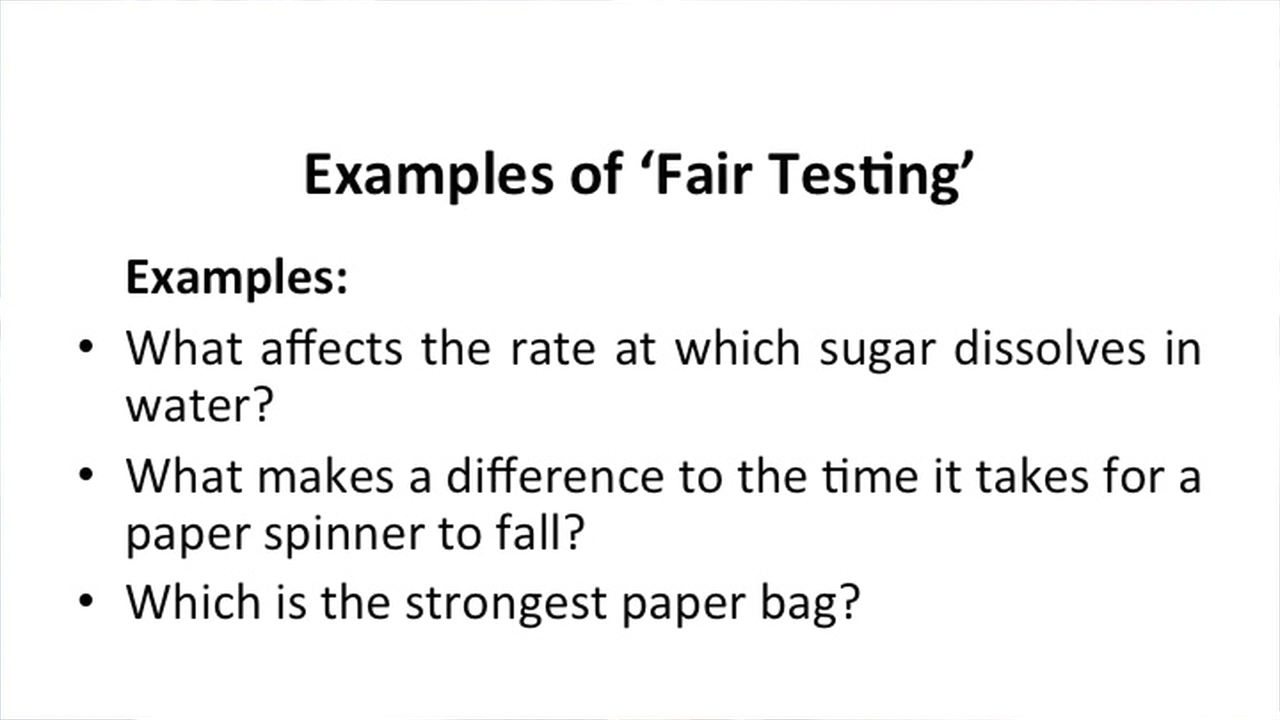 Examples of ‘Fair Testing’
Examples:
• What affects the rate at which sugar dissolves in
water?
• What makes a difference to the time it takes for a
paper spinner to fall?
• Which is the strongest paper bag?